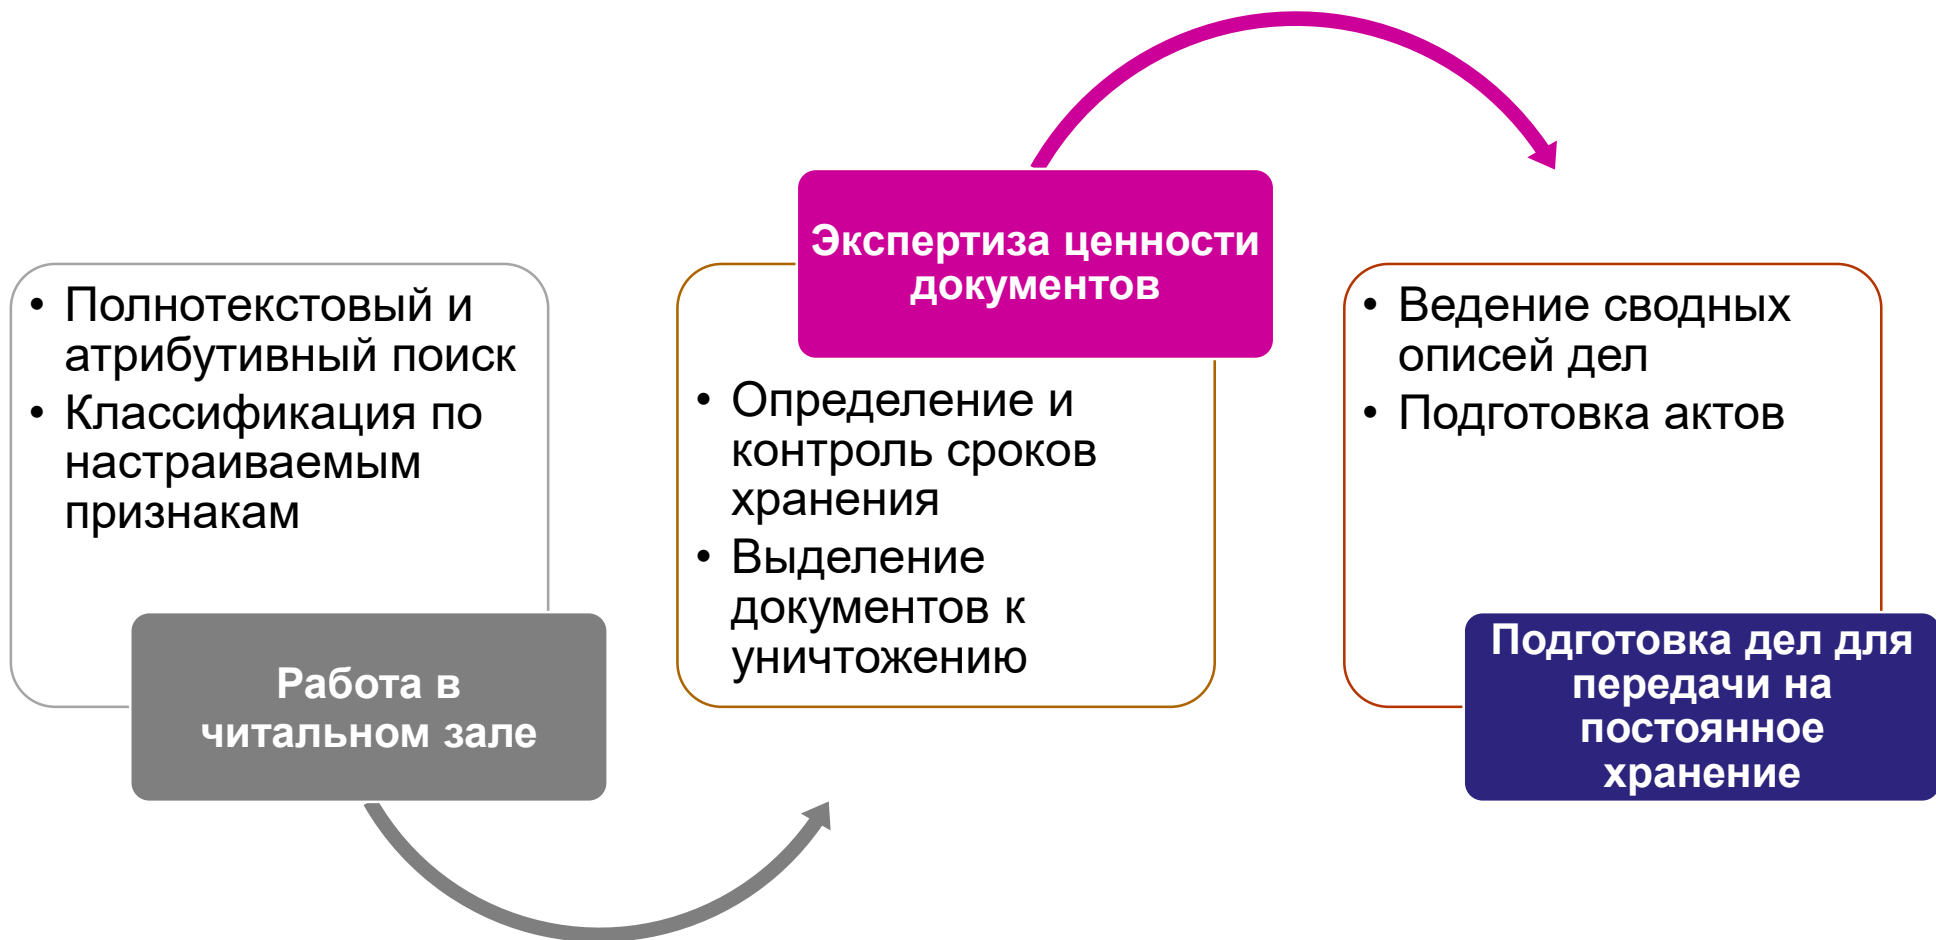 • Полнотекстовый и
атрибутивный поиск
• Классификация по
настраиваемым
признакам
Работа в
читальном зале
Экспертиза ценности
документов
• Определение и
контроль сроков
хранения
• Выделение
документов к
уничтожению
• Ведение сводных
описей дел
• Подготовка актов
Подготовка дел для
передачи на
постоянное
хранение